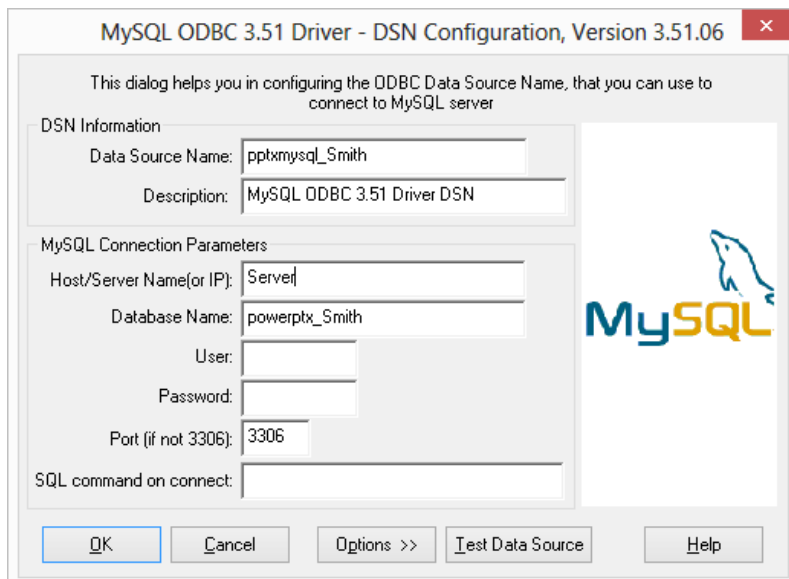 MySQL ODBC 3.51 Driver - DSN Configuration, Version 3.51.06
This dialog helps you in configuring the ODBC Data Source Name, that you can use to
connect to MySQL server
DSN Information
Data Source Name: pptxmysql_Smith
Description: MySQL ODBC 3.51 Driver DSN
MySQL Connection Parameters
Host/Server Name(or IP): Server
Database Name: powerptx_Smith
User:
Password:
Port (if not 3306): 3306
SQL command on connect:
MySQL
OK Cancel Options >> Test Data Source Help